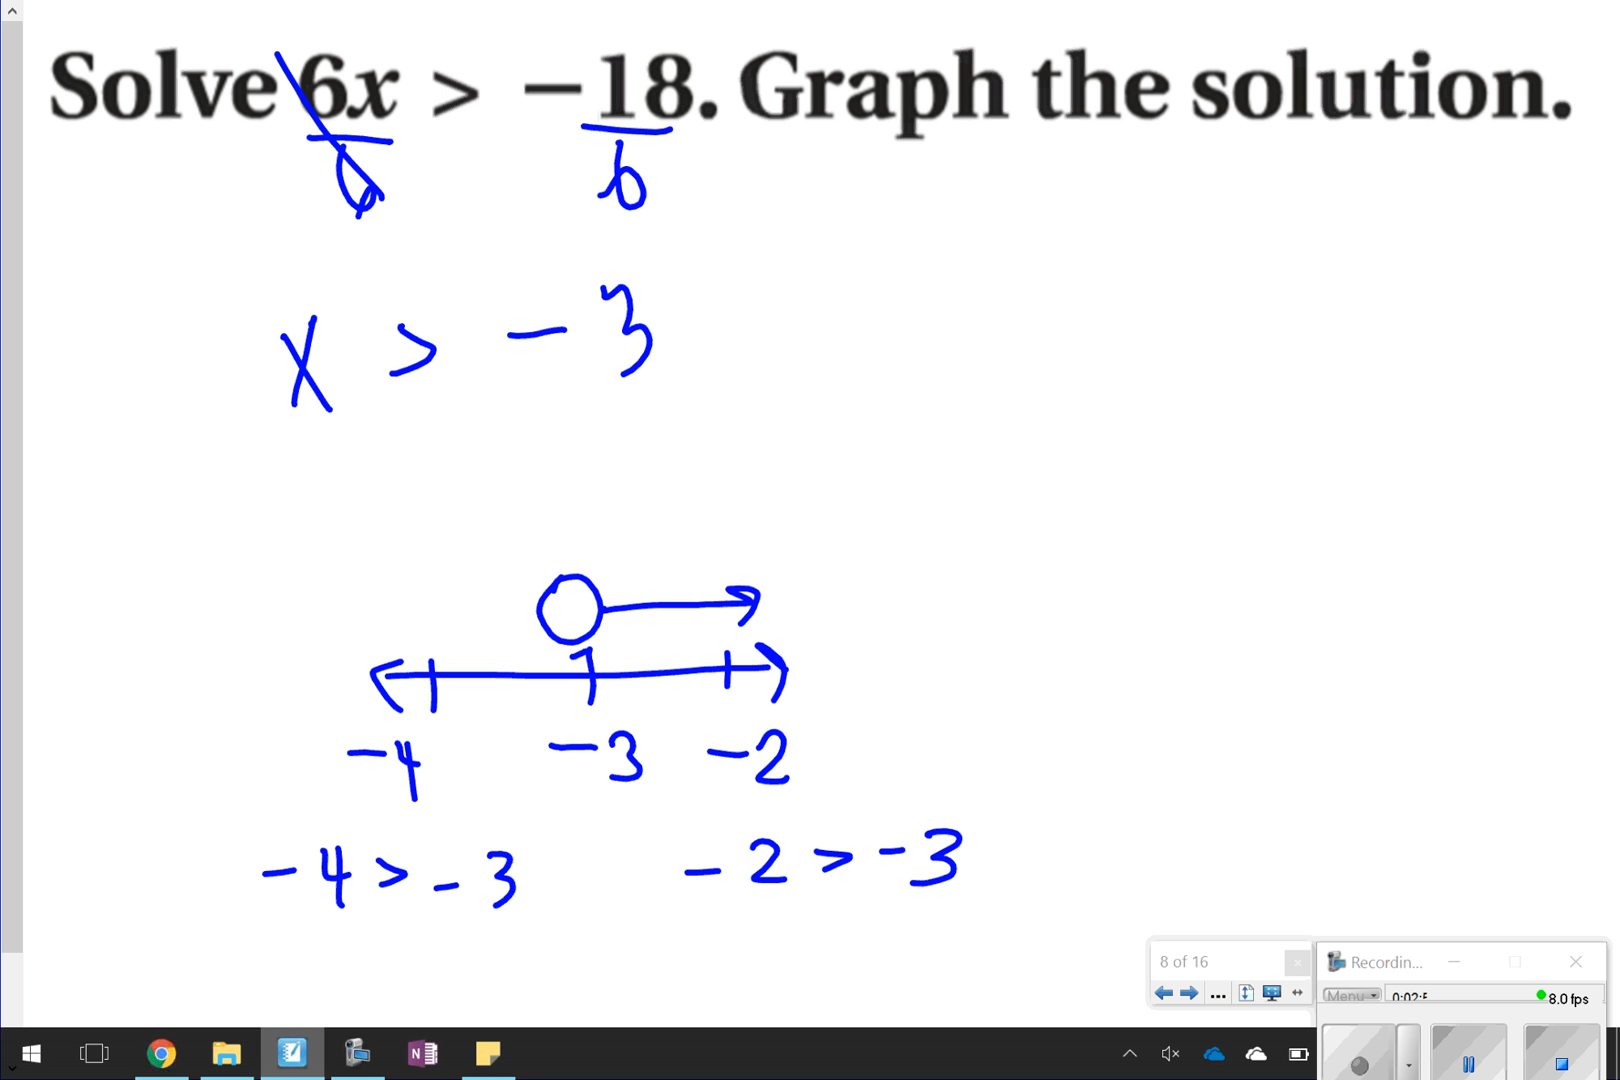 Solve 6x > −18. Graph the solution.
6 6
x > - 3
-4 -3 -2
-4 > -3 -2 > -3
8 of 16
Recordin...
Menu
8.0 fps